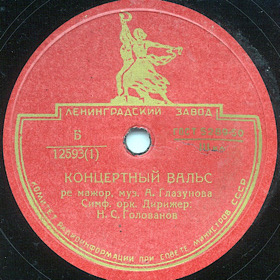 ЛЕНИНГРАДСКИЙ ЗАВОД
Б
12593(1)
КОНЦЕРТНЫЙ ВАЛЬС
ре мажор, муз. А. Глазунова
Симф. орк. Дирижер:
Н. С. Голованов
КОМИТЕТ РАДИОИНФОРМАЦИИ ПРИ СОВЕТЕ МИНИСТРОВ СССР